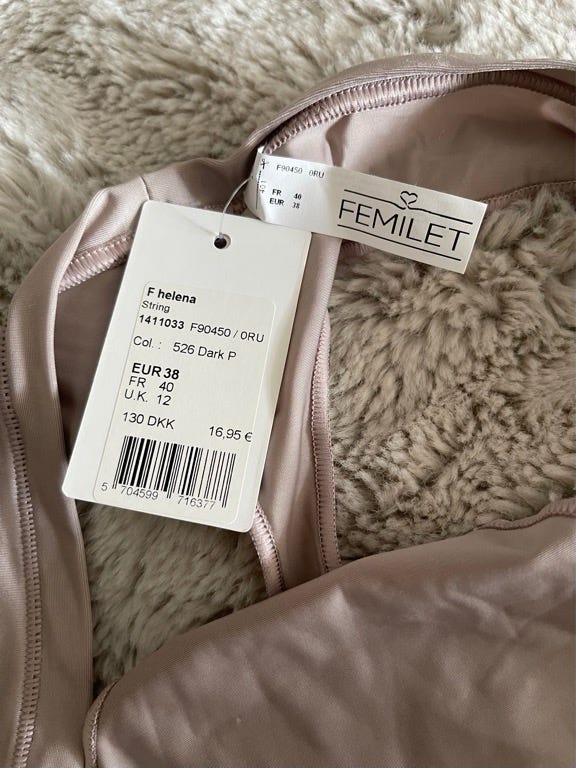 F90450 0RU
FR 40
EUR 38
FEMILET
F helena
String
1411033 F90450 / 0RU
Col. : 526 Dark P
EUR 38
FR 40
U.K. 12
130 DKK 16,95 €
5 704599 716377